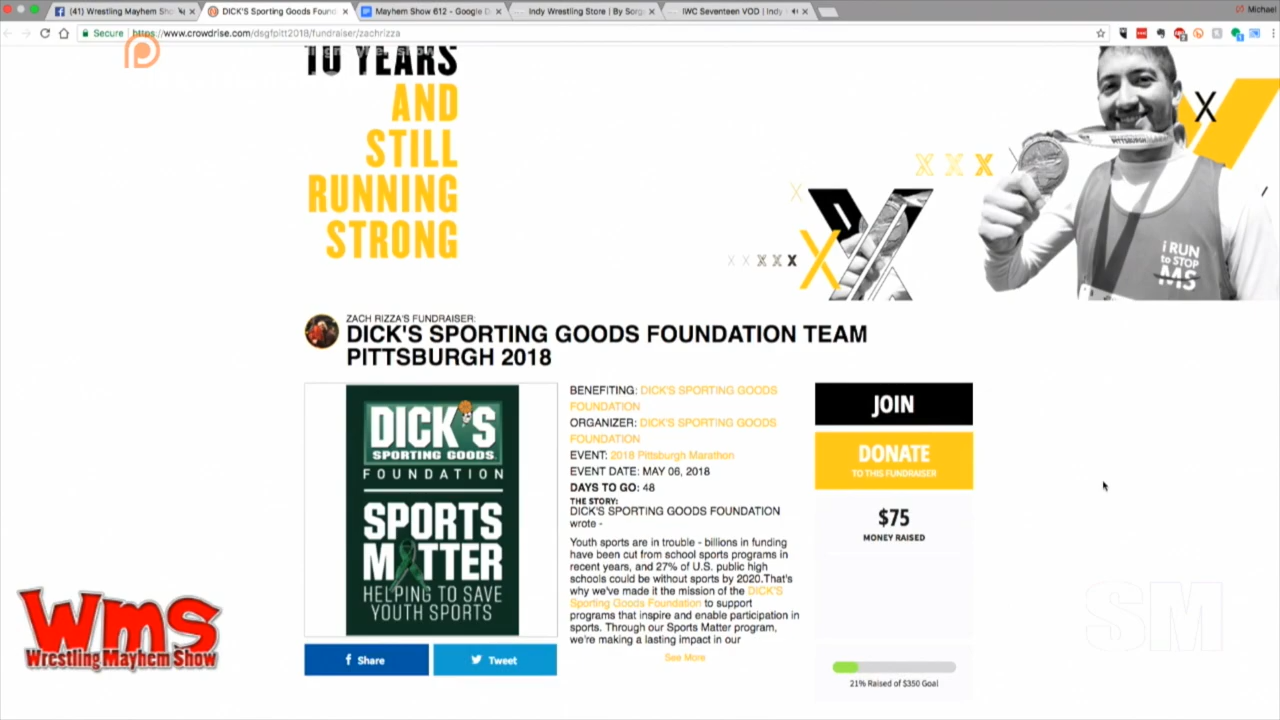 (41) Wrestling Mayhem Sho
DICK'S Sporting Goods Found
Mayhem Show 612 - Google D
Indy Wrestling Store | By Sorg
IWC Seventeen VOD | Indy
Michael
Secure
https://www.crowdrise.com/dsgfpitt2018/fundraiser/zachrizza
10 YEARS
AND
STILL
RUNNING
STRONG
X
X X X
X
X X X X X
I RUN
to STOP
MS
ZACH RIZZA'S FUNDRAISER:
DICK'S SPORTING GOODS FOUNDATION TEAM
PITTSBURGH 2018
DICK'S
SPORTING GOODS
FOUNDATION
SPORTS
MATTER
HELPING TO SAVE
YOUTH SPORTS
Share
Tweet
BENEFITING: DICK'S SPORTING GOODS
FOUNDATION
ORGANIZER: DICK'S SPORTING GOODS
FOUNDATION
EVENT: 2018 Pittsburgh Marathon
EVENT DATE: MAY 06, 2018
DAYS TO GO: 48
THE STORY:
DICK'S SPORTING GOODS FOUNDATION
wrote -
Youth sports are in trouble - billions in funding
have been cut from school sports programs in
recent years, and 27% of U.S. public high
schools could be without sports by 2020.That's
why we've made it the mission of the DICK'S
Sporting Goods Foundation to support
programs that inspire and enable participation in
sports. Through our Sports Matter program,
we're making a lasting impact in our
See More
JOIN
DONATE
TO THIS FUNDRAISER
$75
MONEY RAISED
21% Raised of $350 Goal
WMS
Wrestling Mayhem Show
SM